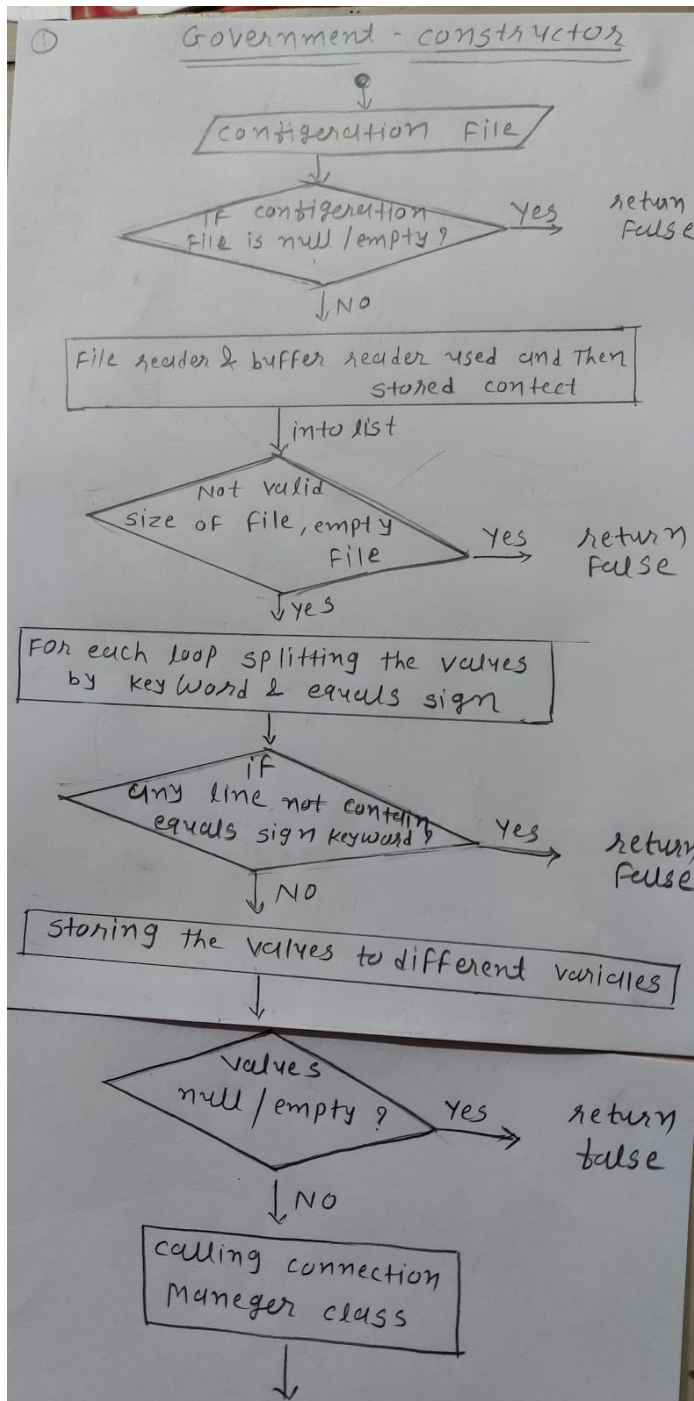 ①
Government - constructor
configeration File
if configeration
File is null / empty ?
Yes
return
False
NO
File reader & buffer reader used and Then
stored contect
into list
Not valid
size of File, empty
File
Yes
return
False
yes
For each loop splitting the values
by key word & equals sign
if
any line not contain
equals sign keyword ?
Yes
return
False
NO
Storing the values to different variables
values
null / empty ?
Yes
return
false
NO
calling connection
Maneger class